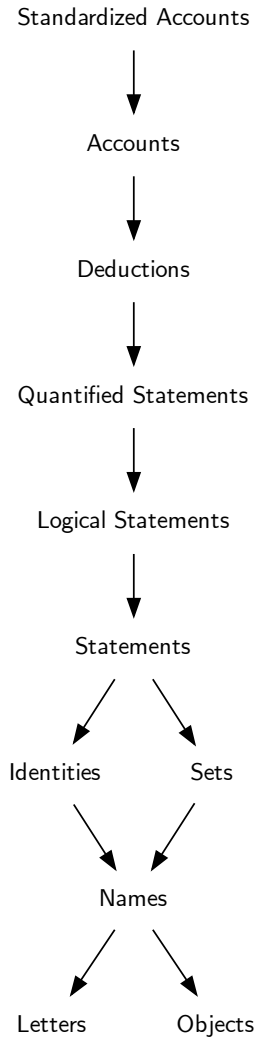 Standardized Accounts
Accounts
Deductions
Quantified Statements
Logical Statements
Statements
Identities
Sets
Names
Letters
Objects